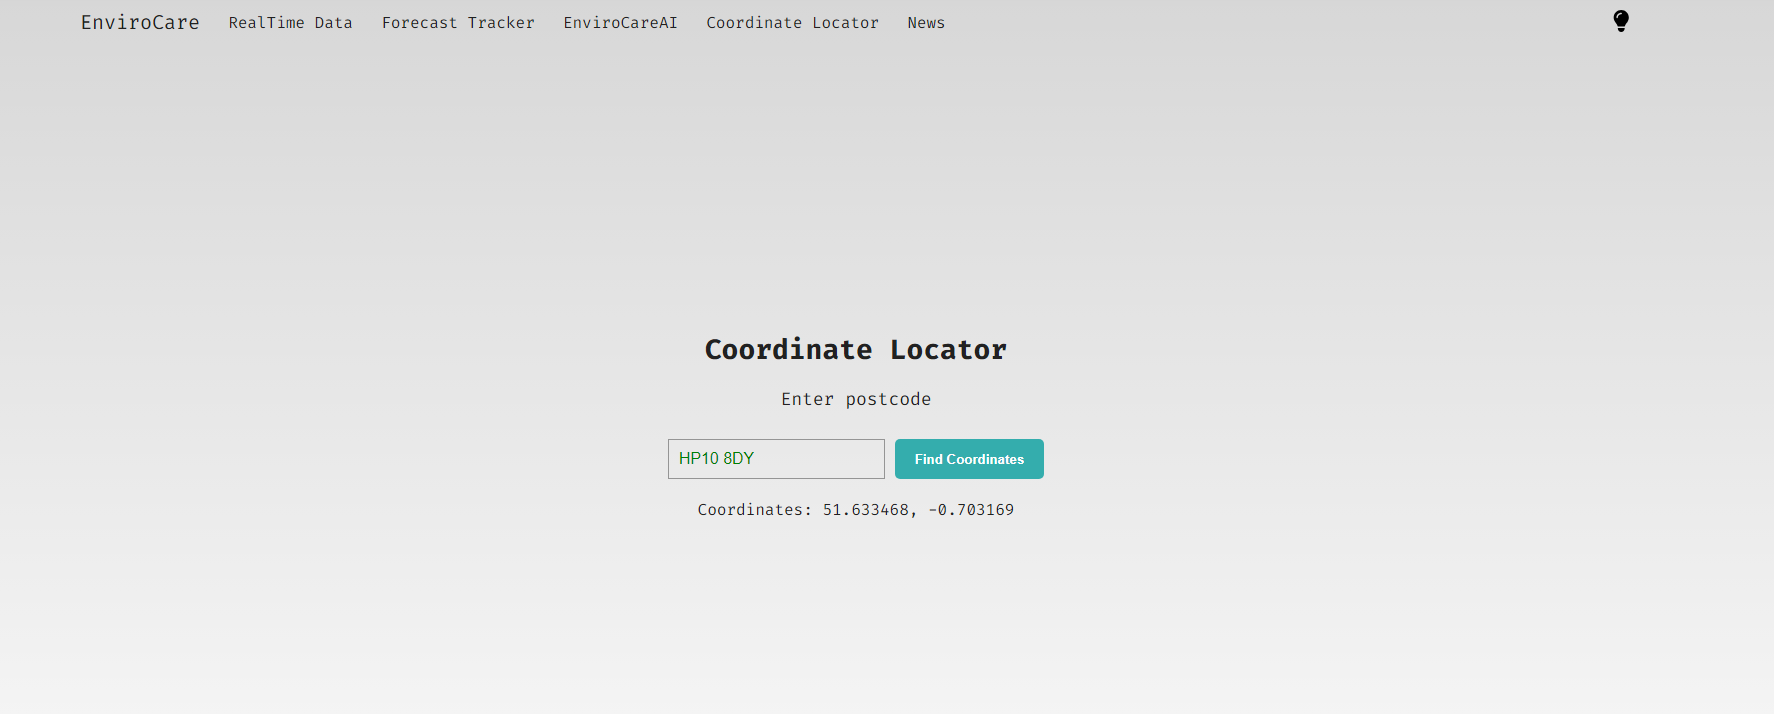 EnviroCare RealTime Data Forecast Tracker EnviroCareAI Coordinate Locator News
Coordinate Locator
Enter postcode
HP10 8DY Find Coordinates
Coordinates: 51.633468, -0.703169